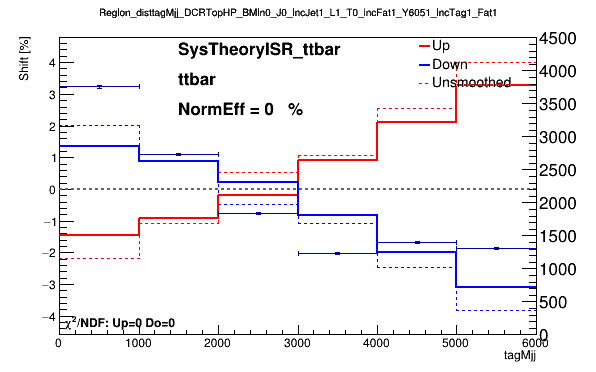 Region_disttagMjj_DCRTopHP_BMin0_J0_incJet1_L1_T0_incFat1_Y6051_incTag1_Fat1
Shift [%]
SysTheoryISR_ttbar
ttbar
NormEff = 0 %
Up
Down
Unsmoothed
4
3
2
1
0
−1
−2
−3
−4
4500
4000
3500
3000
2500
2000
1500
1000
500
0
χ²/NDF: Up=0 Do=0
0 1000 2000 3000 4000 5000 6000
tagMjj